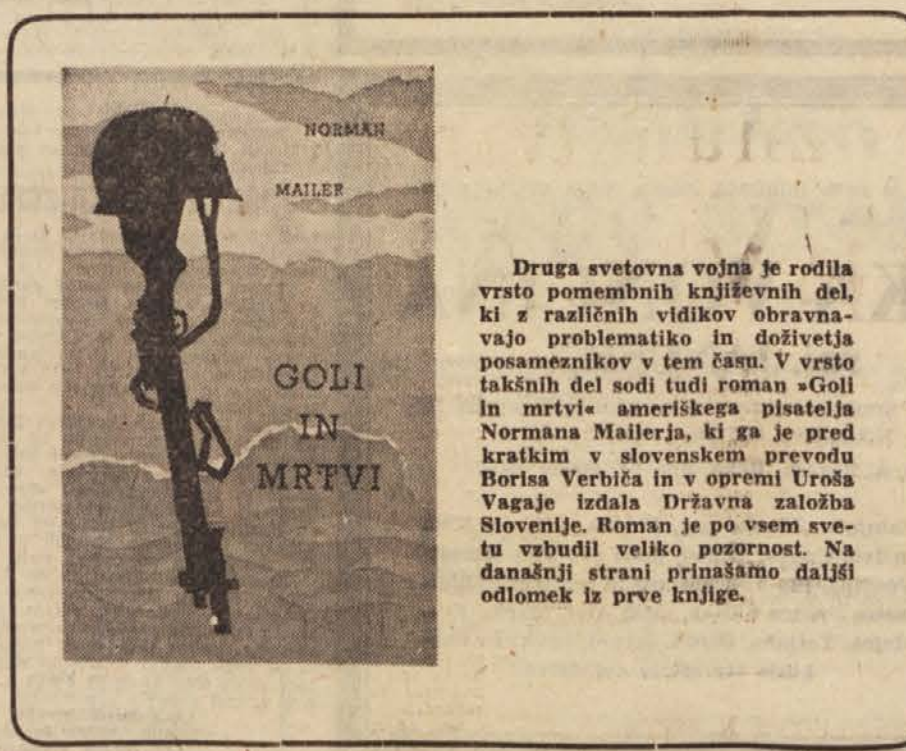 NORMAN
MAILER
GOLI
IN
MRTVI
Druga svetovna vojna je rodila
vrsto pomembnih književnih del,
ki z različnih vidikov obravna-
vajo problematiko in doživetja
posameznikov v tem času. V vrsto
takšnih del sodi tudi roman »Goli
in mrtvi« ameriškega pisatelja
Normana Mailerja, ki ga je pred
kratkim v slovenskem prevodu
Borisa Verbiča in v opremi Uroša
Vagaje izdala Državna založba
Slovenije. Roman je po vsem sve-
tu vzbudil veliko pozornost. Na
današnji strani prinašamo daljši
odlomek iz prve knjige.